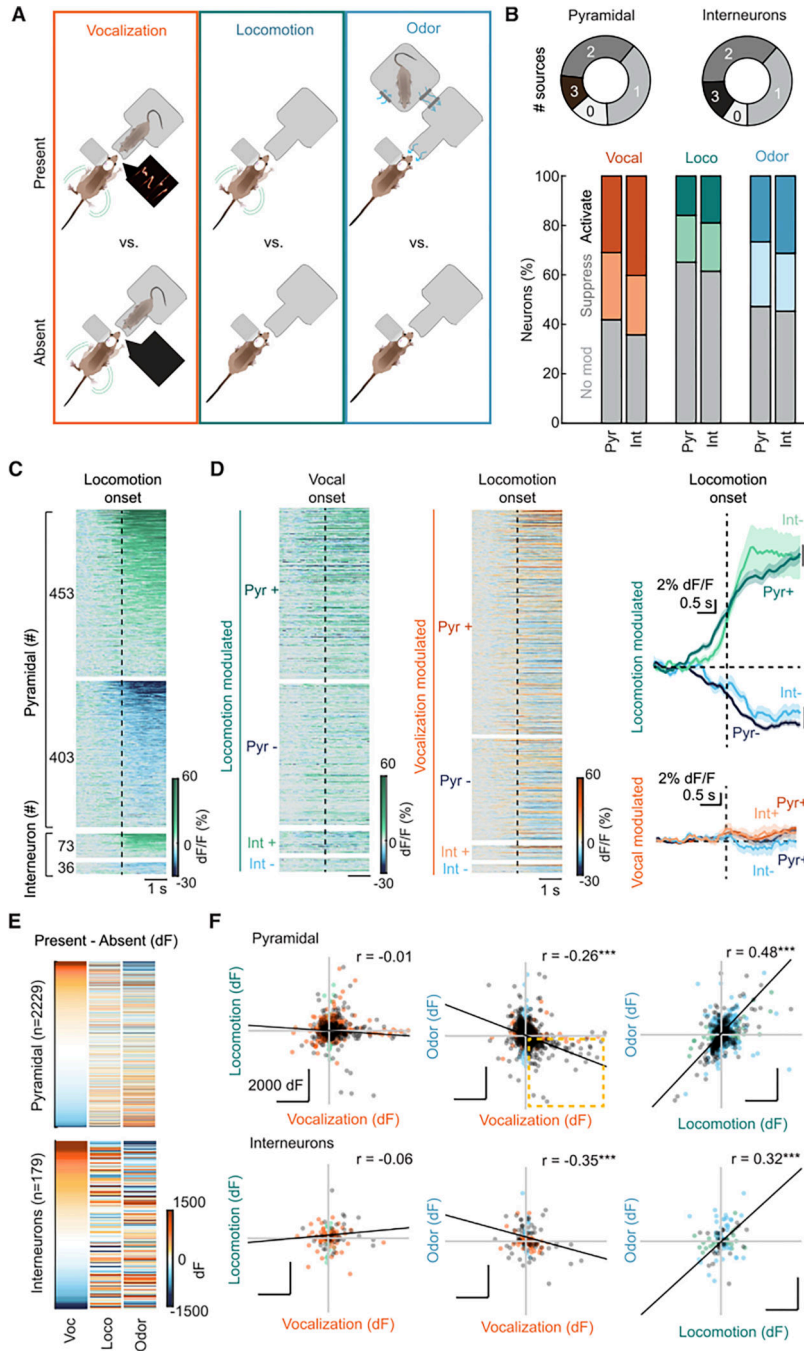 A
Vocalization
Locomotion
Odor
Present
vs.
vs.
vs.
Absent
B
Pyramidal
Interneurons
# sources
2
3
1
0
2
3
1
0
Vocal
Loco
Odor
Neurons (%)
100
80
60
40
20
0
Activate
Suppress
No mod
Pyr
Int
Pyr
Int
Pyr
Int
C
Locomotion
onset
Pyramidal (#)
453
403
Interneuron (#)
73
36
60
0
-30
dF/F (%)
1 s
D
Vocal
onset
Locomotion modulated
Pyr +
Pyr -
Int +
Int -
60
0
-30
dF/F (%)
Locomotion
onset
Vocalization modulated
Pyr +
Pyr -
Int +
Int -
60
0
-30
dF/F (%)
1 s
Locomotion
onset
Locomotion modulated
2% dF/F
0.5 s
Int-
Pyr+
Int-
Pyr-
Vocal modulated
2% dF/F
0.5 s
Pyr+
Int+
Pyr+
Int-
E
Present - Absent (dF)
Pyramidal (n=2229)
Interneurons (n=179)
1500
dF
-1500
Voc
Loco
Odor
F
Pyramidal
r = -0.01
Locomotion (dF)
2000 dF
Vocalization (dF)
r = -0.26***
Odor (dF)
Vocalization (dF)
r = 0.48***
Odor (dF)
Locomotion (dF)
Interneurons
r = -0.06
Locomotion (dF)
Vocalization (dF)
r = -0.35***
Odor (dF)
Vocalization (dF)
r = 0.32***
Odor (dF)
Locomotion (dF)